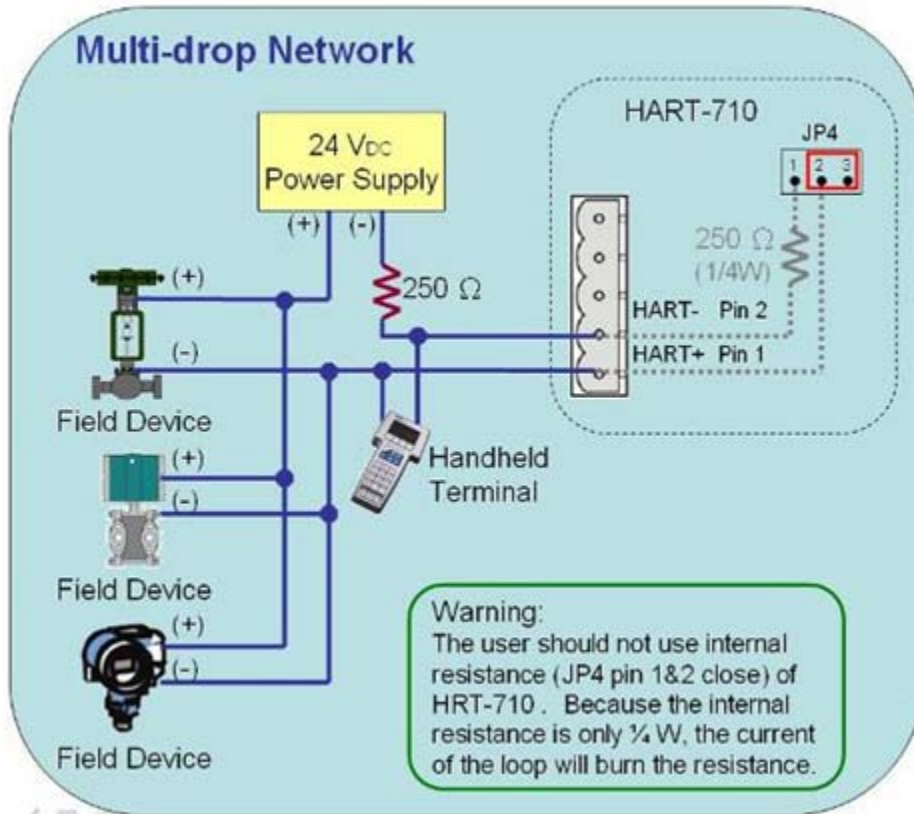 Multi-drop Network
24 VDC
Power Supply
(+) (-)
250 Ω
HART-710
JP4
1 2 3
250 Ω
(1/4W)
HART- Pin 2
HART+ Pin 1
(+)
(-)
Field Device
(+)
(-)
Field Device
(+)
(-)
Field Device
Handheld
Terminal
Warning:
The user should not use internal
resistance (JP4 pin 1&2 close) of
HRT-710 . Because the internal
resistance is only ¼ W, the current
of the loop will burn the resistance.